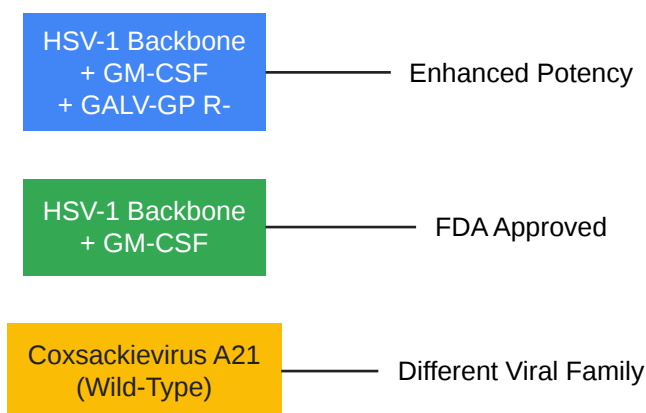 HSV-1 Backbone
+ GM-CSF
+ GALV-GP R-
Enhanced Potency
HSV-1 Backbone
+ GM-CSF
FDA Approved
Coxsackievirus A21
(Wild-Type)
Different Viral Family